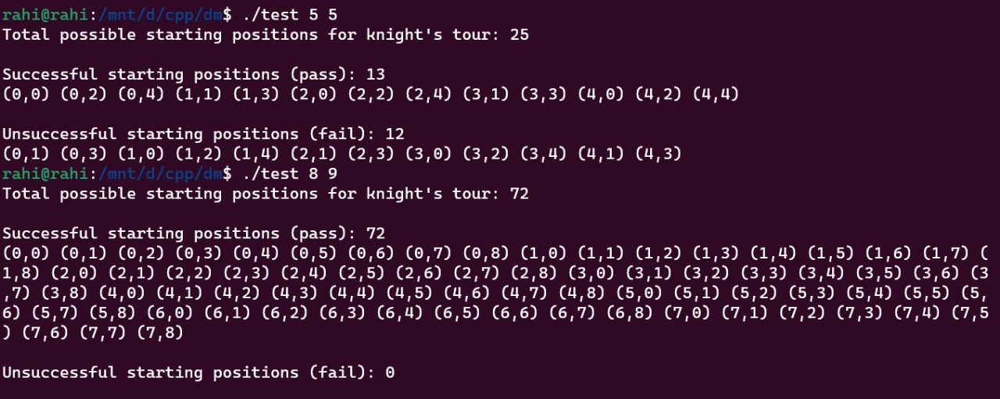 rahi@rahi:/mnt/d/cpp/dm$ ./test 5 5
Total possible starting positions for knight's tour: 25
Successful starting positions (pass): 13
(0,0) (0,2) (0,4) (1,1) (1,3) (2,0) (2,2) (2,4) (3,1) (3,3) (4,0) (4,2) (4,4)
Unsuccessful starting positions (fail): 12
(0,1) (0,3) (1,0) (1,2) (1,4) (2,1) (2,3) (3,0) (3,2) (3,4) (4,1) (4,3)
rahi@rahi:/mnt/d/cpp/dm$ ./test 8 9
Total possible starting positions for knight's tour: 72
Successful starting positions (pass): 72
(0,0) (0,1) (0,2) (0,3) (0,4) (0,5) (0,6) (0,7) (0,8) (1,0) (1,1) (1,2) (1,3) (1,4) (1,5) (1,6) (1,7) (
1,8) (2,0) (2,1) (2,2) (2,3) (2,4) (2,5) (2,6) (2,7) (2,8) (3,0) (3,1) (3,2) (3,3) (3,4) (3,5) (3,6) (3
,7) (3,8) (4,0) (4,1) (4,2) (4,3) (4,4) (4,5) (4,6) (4,7) (4,8) (5,0) (5,1) (5,2) (5,3) (5,4) (5,5) (5,
6) (5,7) (5,8) (6,0) (6,1) (6,2) (6,3) (6,4) (6,5) (6,6) (6,7) (6,8) (7,0) (7,1) (7,2) (7,3) (7,4) (7,5
) (7,6) (7,7) (7,8)
Unsuccessful starting positions (fail): 0